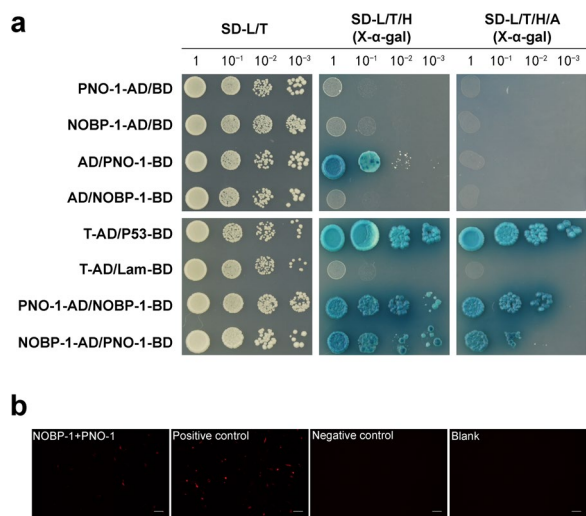 a
SD-L/T
SD-L/T/H
(X-α-gal)
SD-L/T/H/A
(X-α-gal)
1 10⁻¹ 10⁻² 10⁻³
1 10⁻¹ 10⁻² 10⁻³
1 10⁻¹ 10⁻² 10⁻³
PNO-1-AD/BD
NOBP-1-AD/BD
AD/PNO-1-BD
AD/NOBP-1-BD
T-AD/P53-BD
T-AD/Lam-BD
PNO-1-AD/NOBP-1-BD
NOBP-1-AD/PNO-1-BD
b
NOBP-1+PNO-1
Positive control
Negative control
Blank